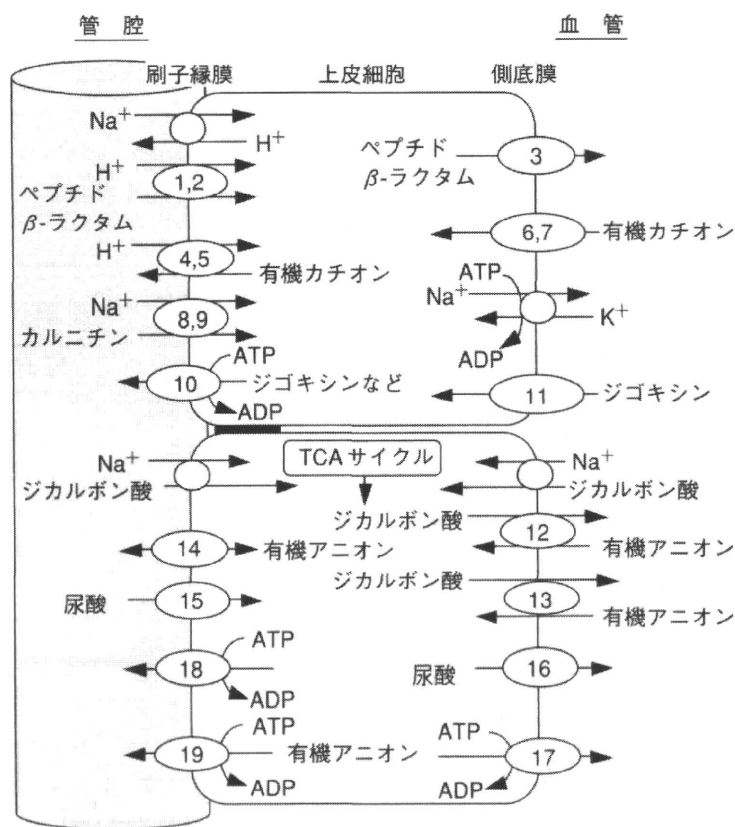 管 腔
血 管
刷子縁膜
上皮細胞
側底膜
Na⁺
H⁺
H⁺
1,2
ペプチド
β-ラクタム
ペプチド
β-ラクタム
3
H⁺
4,5
有機カチオン
6,7
有機カチオン
Na⁺
8,9
カルニチン
ATP
Na⁺
K⁺
ADP
10
ATP
ジゴキシンなど
ADP
11
ジゴキシン
Na⁺
ジカルボン酸
TCAサイクル
Na⁺
ジカルボン酸
ジカルボン酸
12
有機アニオン
14
有機アニオン
ジカルボン酸
13
有機アニオン
尿酸
15
尿酸
16
18
ATP
ADP
19
ATP
有機アニオン
ADP
ATP
17
ADP